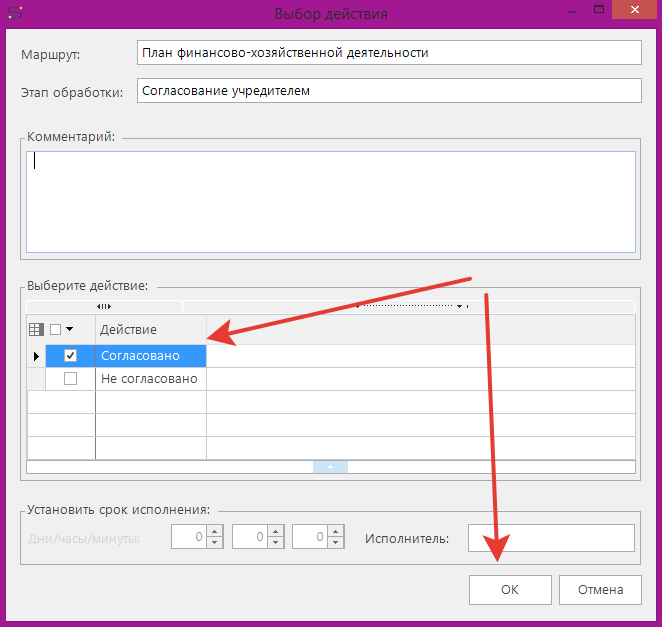 Выбор действия
Маршрут: План финансово-хозяйственной деятельности
Этап обработки: Согласование учредителем
Комментарий:
Выберите действие:
Действие
Согласовано
Не согласовано
Установить срок исполнения:
Дни/часы/минуты: 0 0 0 Исполнитель:
ОК Отмена